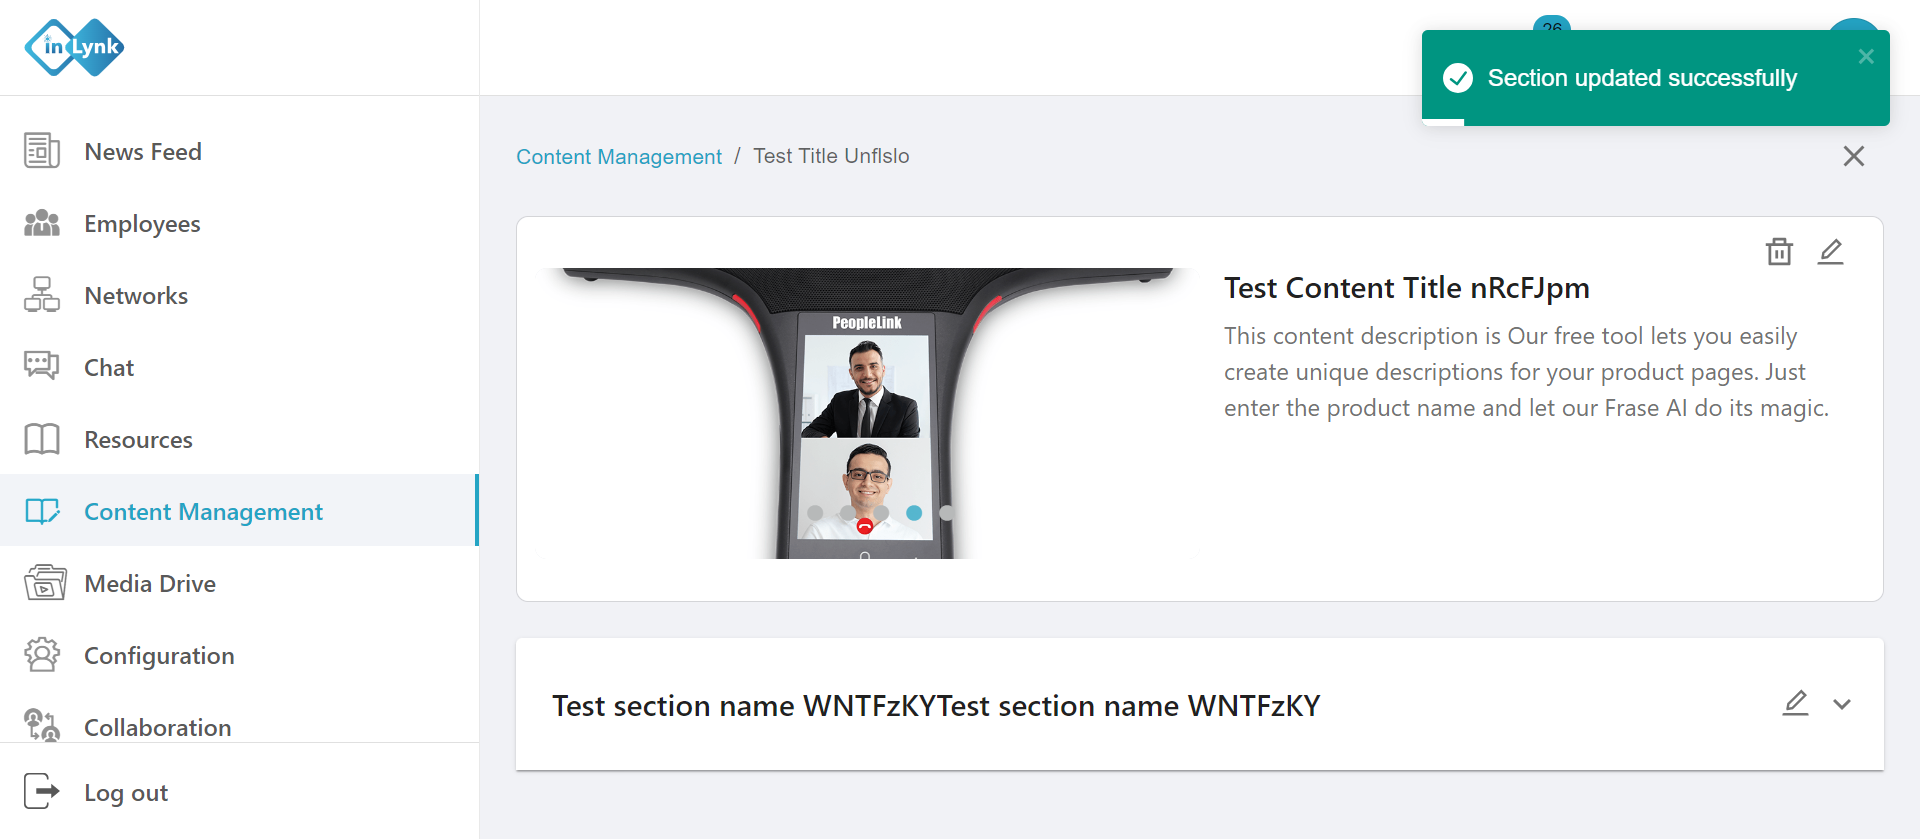 inLynk
26
Section updated successfully
News Feed
Employees
Networks
Chat
Resources
Content Management
Media Drive
Configuration
Collaboration
Log out
Content Management / Test Title Unflslo
PeopleLink
Test Content Title nRcFJpm
This content description is Our free tool lets you easily
create unique descriptions for your product pages. Just
enter the product name and let our Frase AI do its magic.
Test section name WNTFzKYTest section name WNTFzKY